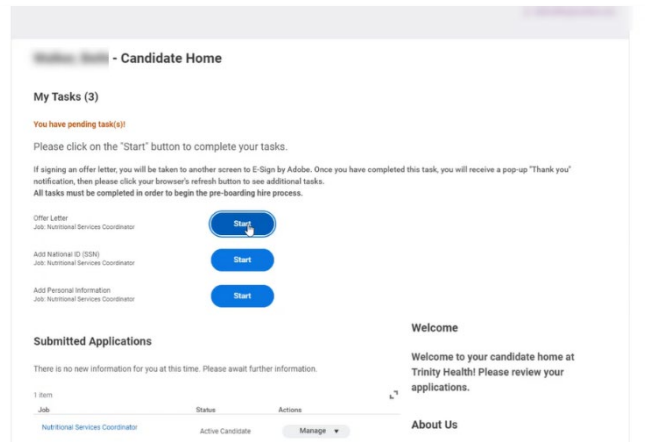 - Candidate Home
My Tasks (3)
You have pending task(s)!
Please click on the "Start" button to complete your tasks.
If signing an offer letter, you will be taken to another screen to E-Sign by Adobe. Once you have completed this task, you will receive a pop-up "Thank you"
notification, then please click your browser's refresh button to see additional tasks.
All tasks must be completed in order to begin the pre-boarding hire process.
Offer Letter
Job: Nutritional Services Coordinator
Start
Add National ID (SSN)
Job: Nutritional Services Coordinator
Start
Add Personal Information
Job: Nutritional Services Coordinator
Start
Submitted Applications
There is no new information for you at this time. Please await further information.
1 item
Job Status Actions
Nutritional Services Coordinator Active Candidate Manage
Welcome
Welcome to your candidate home at
Trinity Health! Please review your
applications.
About Us